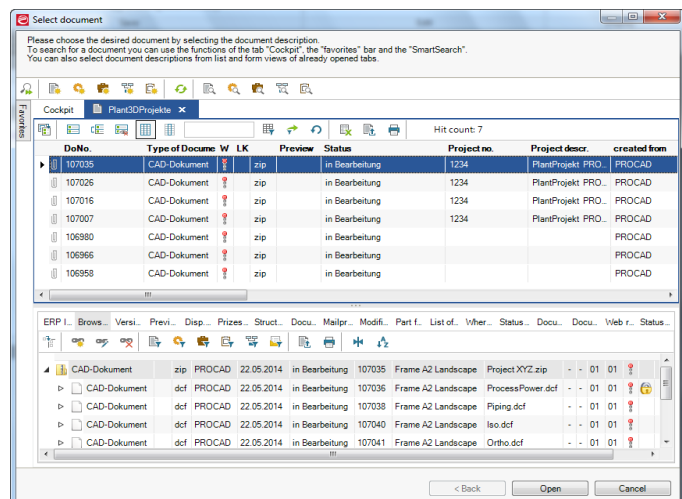 Select document
Please choose the desired document by selecting the document description.
To search for a document you can use the functions of the tab "Cockpit", the "favorites" bar and the "SmartSearch".
You can also select document descriptions from list and form views of already opened tabs.
Favorites
Cockpit Plant3DProjekte ×
Hit count: 7
DoNo. Type of Docume W LK Preview Status Project no. Project descr. created from
107035 CAD-Dokument zip in Bearbeitung 1234 PlantProjekt PRO... PROCAD
107026 CAD-Dokument zip in Bearbeitung 1234 PlantProjekt PRO... PROCAD
107016 CAD-Dokument zip in Bearbeitung 1234 PlantProjekt PRO... PROCAD
107007 CAD-Dokument zip in Bearbeitung 1234 PlantProjekt PRO... PROCAD
106980 CAD-Dokument zip in Bearbeitung PROCAD
106966 CAD-Dokument zip in Bearbeitung PROCAD
106958 CAD-Dokument zip in Bearbeitung PROCAD
ERP I... Brows... Versi... Previ... Disp... Prizes... Struct... Docu... Mailpr... Modifi... Part f... List of... Wher... Status... Docu... Docu... Web r... Status...
CAD-Dokument zip PROCAD 22.05.2014 in Bearbeitung 107035 Frame A2 Landscape Project XYZ.zip - - 01 01
CAD-Dokument dcf PROCAD 22.05.2014 in Bearbeitung 107036 Frame A2 Landscape ProcessPower.dcf - - 01 01
CAD-Dokument dcf PROCAD 22.05.2014 in Bearbeitung 107038 Frame A2 Landscape Piping.dcf - - 01 01
CAD-Dokument dcf PROCAD 22.05.2014 in Bearbeitung 107040 Frame A2 Landscape Iso.dcf - - 01 01
CAD-Dokument dcf PROCAD 22.05.2014 in Bearbeitung 107041 Frame A2 Landscape Ortho.dcf - - 01 01
< Back Open Cancel